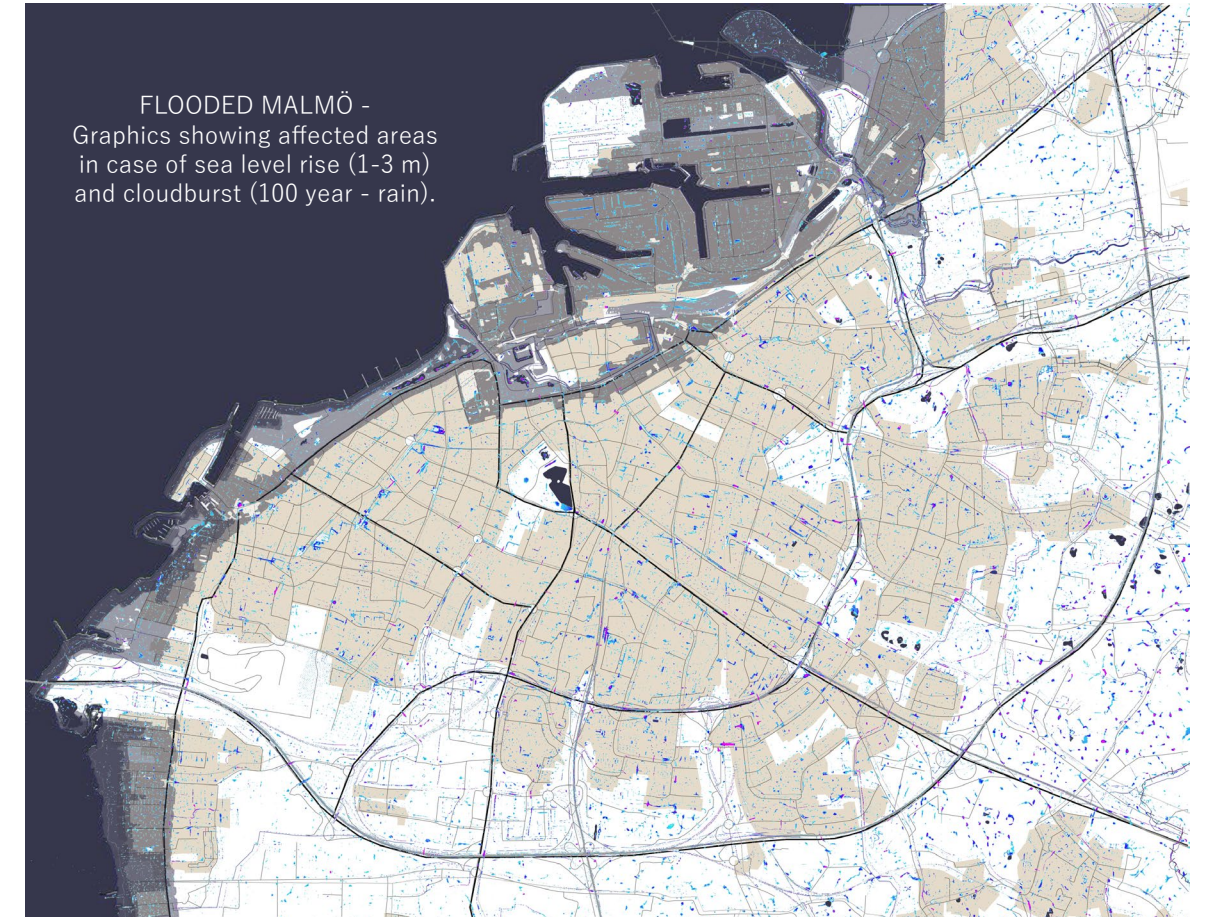 FLOODED MALMÖ -
Graphics showing affected areas
in case of sea level rise (1-3 m)
and cloudburst (100 year - rain).